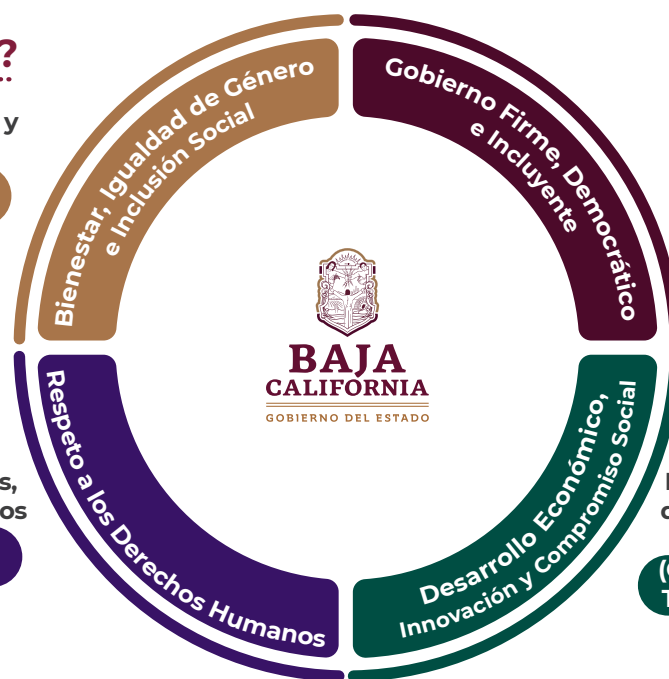 ?
y
Bienestar, Igualdad de Género
e Inclusión Social
Gobierno Firme, Democrático
e Incluyente
BAJA
CALIFORNIA
GOBIERNO DEL ESTADO
Respeto a los Derechos Humanos
Desarrollo Económico,
Innovación y Compromiso Social
s,
os